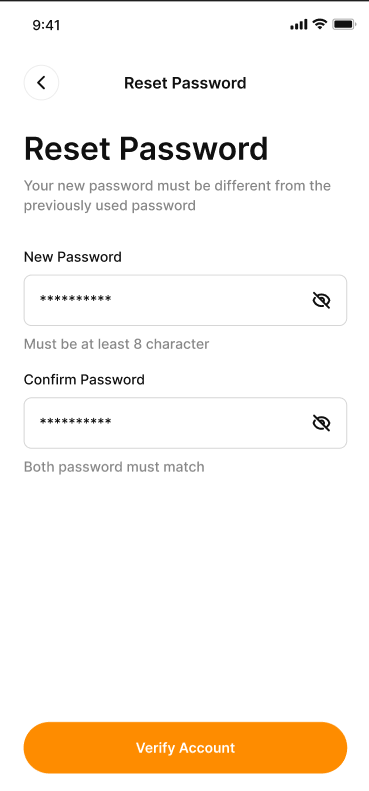 9:41
Reset Password
Reset Password
Your new password must be different from the
previously used password
New Password
**********
Must be at least 8 character
Confirm Password
**********
Both password must match
Verify Account